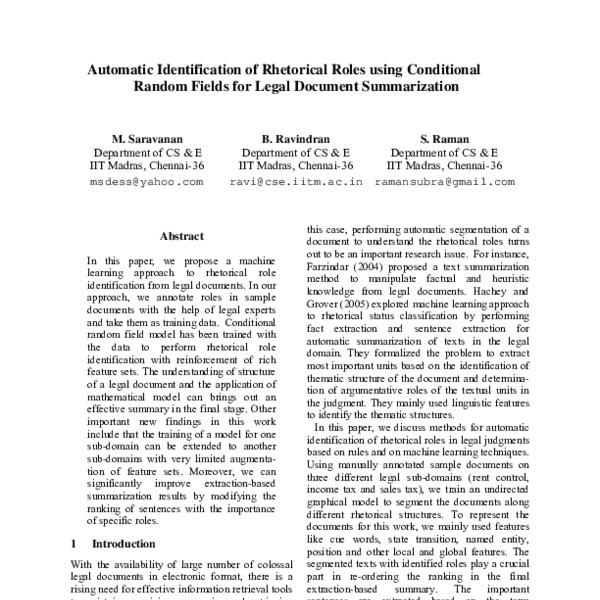 Automatic Identification of Rhetorical Roles using Conditional
Random Fields for Legal Document Summarization
M. Saravanan
Department of CS & E
IIT Madras, Chennai-36
msdess@yahoo.com
B. Ravindran
Department of CS & E
IIT Madras, Chennai-36
ravi@cse.iitm.ac.in
S. Raman
Department of CS & E
IIT Madras, Chennai-36
ramansubra@gmail.com
Abstract
In this paper, we propose a machine
learning approach to rhetorical role
identification from legal documents. In our
approach, we annotate roles in sample
documents with the help of legal experts
and take them as training data. Conditional
random field model has been trained with
the data to perform rhetorical role
identification with reinforcement of rich
feature sets. The understanding of structure
of a legal document and the application of
mathematical model can brings out an
effective summary in the final stage. Other
important new findings in this work
include that the training of a model for one
sub-domain can be extended to another
sub-domains with very limited augmenta-
tion of feature sets. Moreover, we can
significantly improve extraction-based
summarization results by modifying the
ranking of sentences with the importance
of specific roles.
1 Introduction
With the availability of large number of colossal
legal documents in electronic format, there is a
rising need for effective information retrieval tools
this case, performing automatic segmentation of a
document to understand the rhetorical roles turns
out to be an important research issue. For instance,
Farzindar (2004) proposed a text summarization
method to manipulate factual and heuristic
knowledge from legal documents. Hachey and
Grover (2005) explored machine learning approach
to rhetorical status classification by performing
fact extraction and sentence extraction for
automatic summarization of texts in the legal
domain. They formalized the problem to extract
most important units based on the identification of
thematic structure of the document and determina-
tion of argumentative roles of the textual units in
the judgment. They mainly used linguistic features
to identify the thematic structures.
In this paper, we discuss methods for automatic
identification of rhetorical roles in legal judgments
based on rules and on machine learning techniques.
Using manually annotated sample documents on
three different legal sub-domains (rent control,
income tax and sales tax), we train an undirected
graphical model to segment the documents along
different rhetorical structures. To represent the
documents for this work, we mainly used features
like cue words, state transition, named entity,
position and other local and global features. The
segmented texts with identified roles play a crucial
part in re-ordering the ranking in the final
extraction-based summary. The important